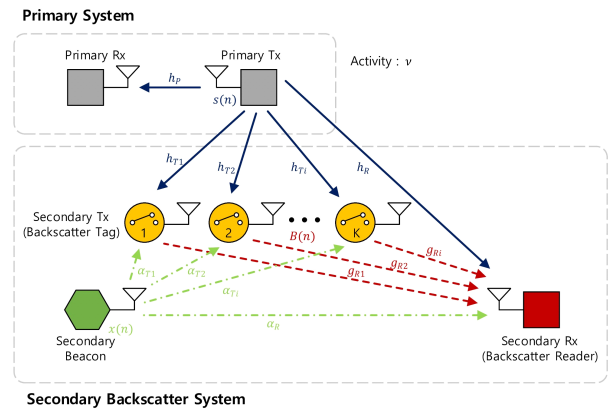 Primary System
Primary Rx
Primary Tx
Activity : ν
h_P
s(n)
h_T1
h_T2
h_Ti
h_R
Secondary Tx
(Backscatter Tag)
1
2
K
B(n)
g_R1
g_R2
g_Ri
α_T1
α_T2
α_Ti
x(n)
α_R
Secondary
Beacon
Secondary Rx
(Backscatter Reader)
Secondary Backscatter System